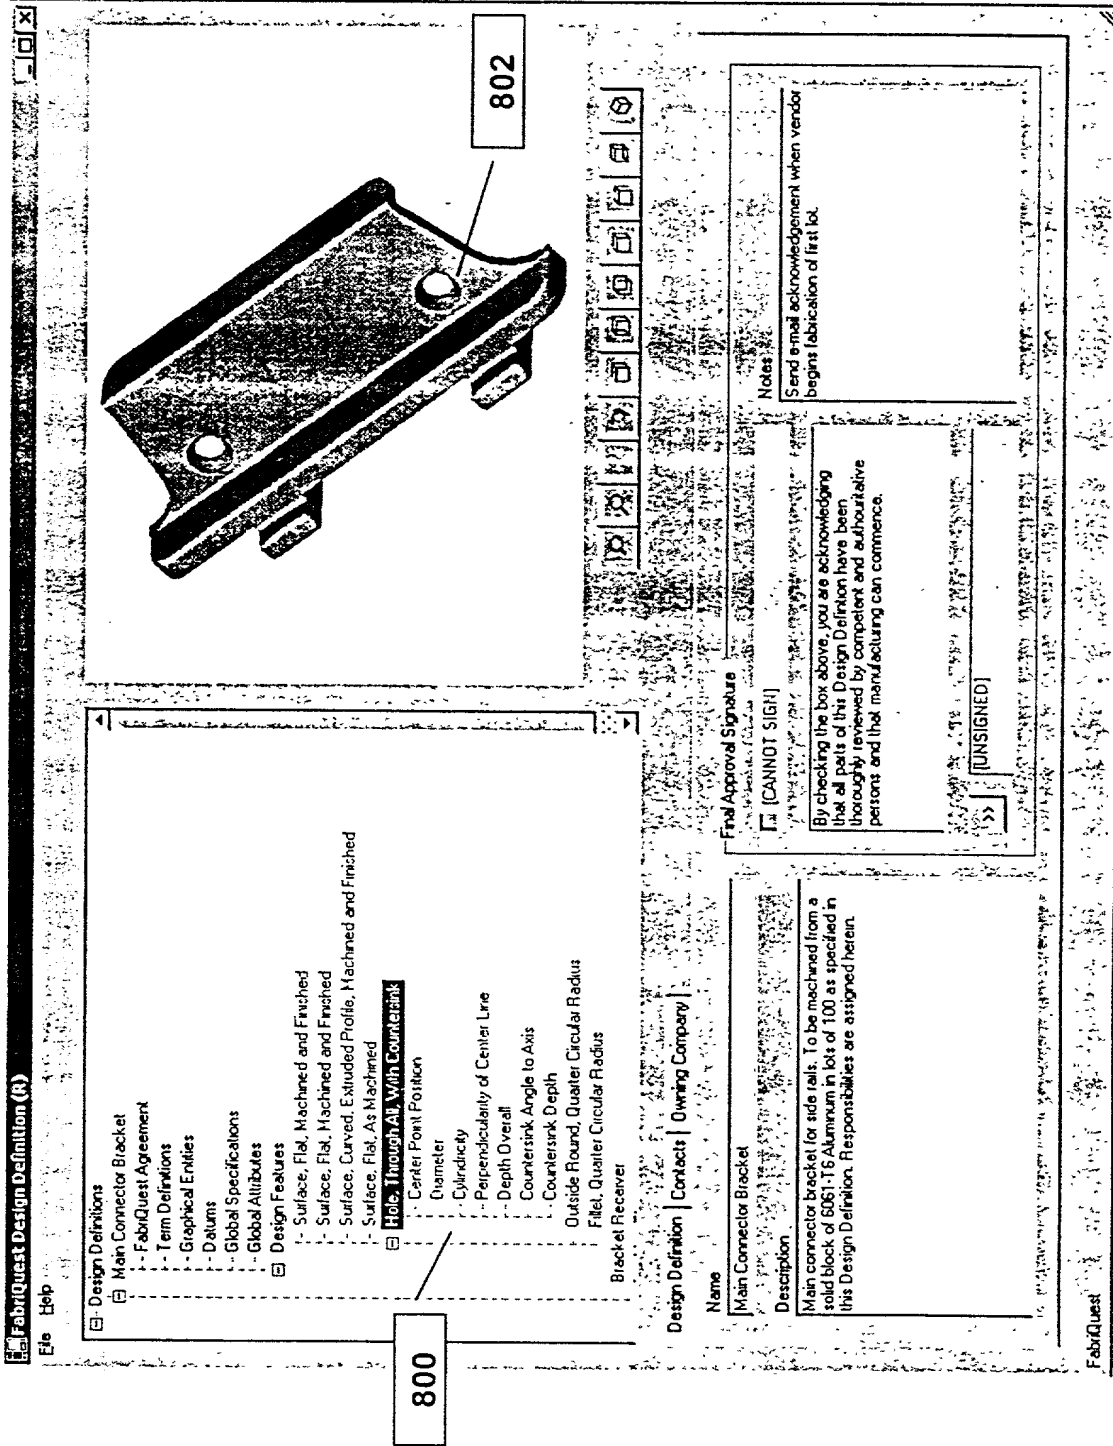 FabriQuest Design Definition (R)
File Help
Design Definitions
Main Connector Bracket
FabriQuest Agreement
Term Definitions
Graphical Entities
Datums
Global Specifications
Global Attributes
Design Features
Surface, Flat, Machined and Finished
Surface, Flat, Machined and Finished
Surface, Curved, Extruded Profile, Machined and Finished
Surface, Flat, As Machined
Hole, Through All, With Countersink
Center Point Position
Diameter
Cylindricity
Perpendicularity of Center Line
Depth Overall
Countersink Angle to Axis
Countersink Depth
Outside Round, Quarter Circular Radius
Fillet, Quarter Circular Radius
Bracket Receiver
800
802
Design Definition Contacts Owning Company
Name
Main Connector Bracket
Description
Main connector bracket for side rails. To be machined from a
solid block of 6061-T6 Aluminum in lots of 100 as specified in
this Design Definition. Responsibilities are assigned herein.
Final Approval Signature
[CANNOT SIGN]
By checking the box above, you are acknowledging
that all parts of this Design Defintion have been
thoroughly reviewed by competent and authouritative
persons and that manufacturing can commence.
>>
[UNSIGNED]
Notes
Send e-mail acknowledgement when vendor
begins fabrication of first lot.
FabriQuest